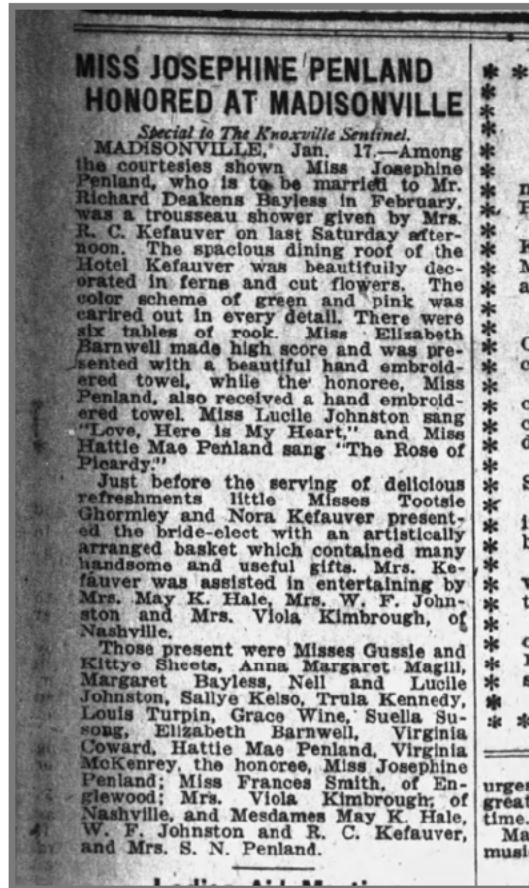 MISS JOSEPHINE PENLAND
HONORED AT MADISONVILLE
Special to The Knoxville Sentinel.
MADISONVILLE, Jan. 17.—Among
the courtesies shown Miss Josephine
Penland, who is to be married to Mr.
Richard Deakens Bayless in February,
was a trousseau shower given by Mrs.
R. C. Kefauver on last Saturday after-
noon. The spacious dining roof of the
Hotel Kefauver was beautifuily dec-
orated in ferns and cut flowers. The
color scheme of green and pink was
carired out in every detail. There were
six tables of rook. Miss Elizabeth
Barnwell made high score and was pre-
sented with a beautiful hand embroid-
ered towel, while the honoree, Miss
Penland, also received a hand embroid-
ered towel. Miss Lucile Johnston sang
"Love, Here is My Heart," and Miss
Hattie Mae Penland sang "The Rose of
Picardy."
Just before the serving of delicious
refreshments little Misses Tootsie
Ghormley and Nora Kefauver present-
ed the bride-elect with an artistically
arranged basket which contained many
handsome and useful gifts. Mrs. Ke-
fauver was assisted in entertaining by
Mrs. May K. Hale, Mrs. W. F. John-
ston and Mrs. Viola Kimbrough, of
Nashville.
Those present were Misses Gussie and
Kittye Sheets, Anna Margaret Magill,
Margaret Bayless, Nell and Lucile
Johnston, Sallye Kelso, Trula Kennedy,
Louis Turpin, Grace Wine, Suella Su-
song, Elizabeth Barnwell, Virginia
Coward, Hattie Mae Penland, Virginia
McKenrey, the honoree, Miss Josephine
Penland; Miss Frances Smith, of En-
glewood; Mrs. Viola Kimbrough, of
Nashville, and Mesdames May K. Hale,
W. F. Johnston and R. C. Kefauver,
and Mrs. S. N. Penland.
urges
great
time.
Ma
music